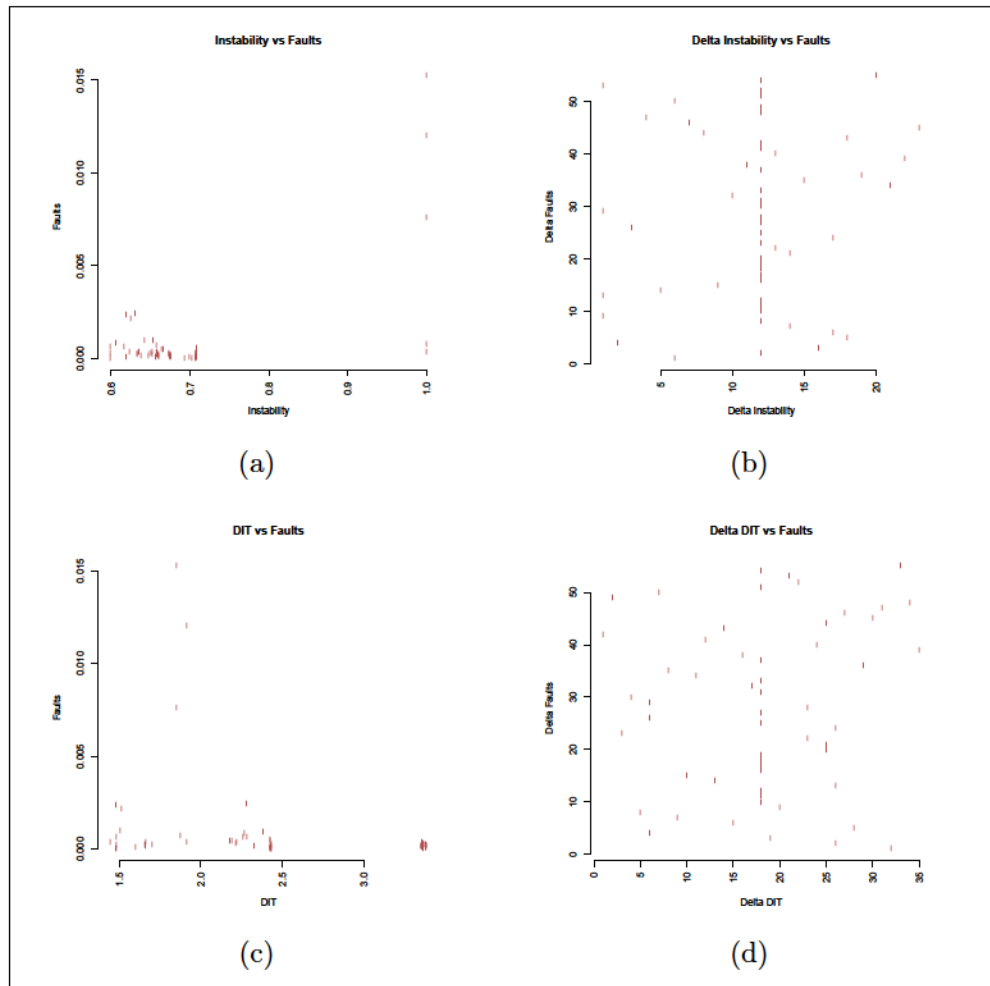 Instability vs Faults
Faults
0.015
0.010
0.005
0.000
0.6
0.7
0.8
0.9
1.0
Instability
(a)
Delta Instability vs Faults
Delta Faults
50
40
30
20
10
0
5
10
15
20
Delta Instability
(b)
DIT vs Faults
Faults
0.015
0.010
0.005
0.000
1.5
2.0
2.5
3.0
DIT
(c)
Delta DIT vs Faults
Delta Faults
50
40
30
20
10
0
0
5
10
15
20
25
30
35
Delta DIT
(d)